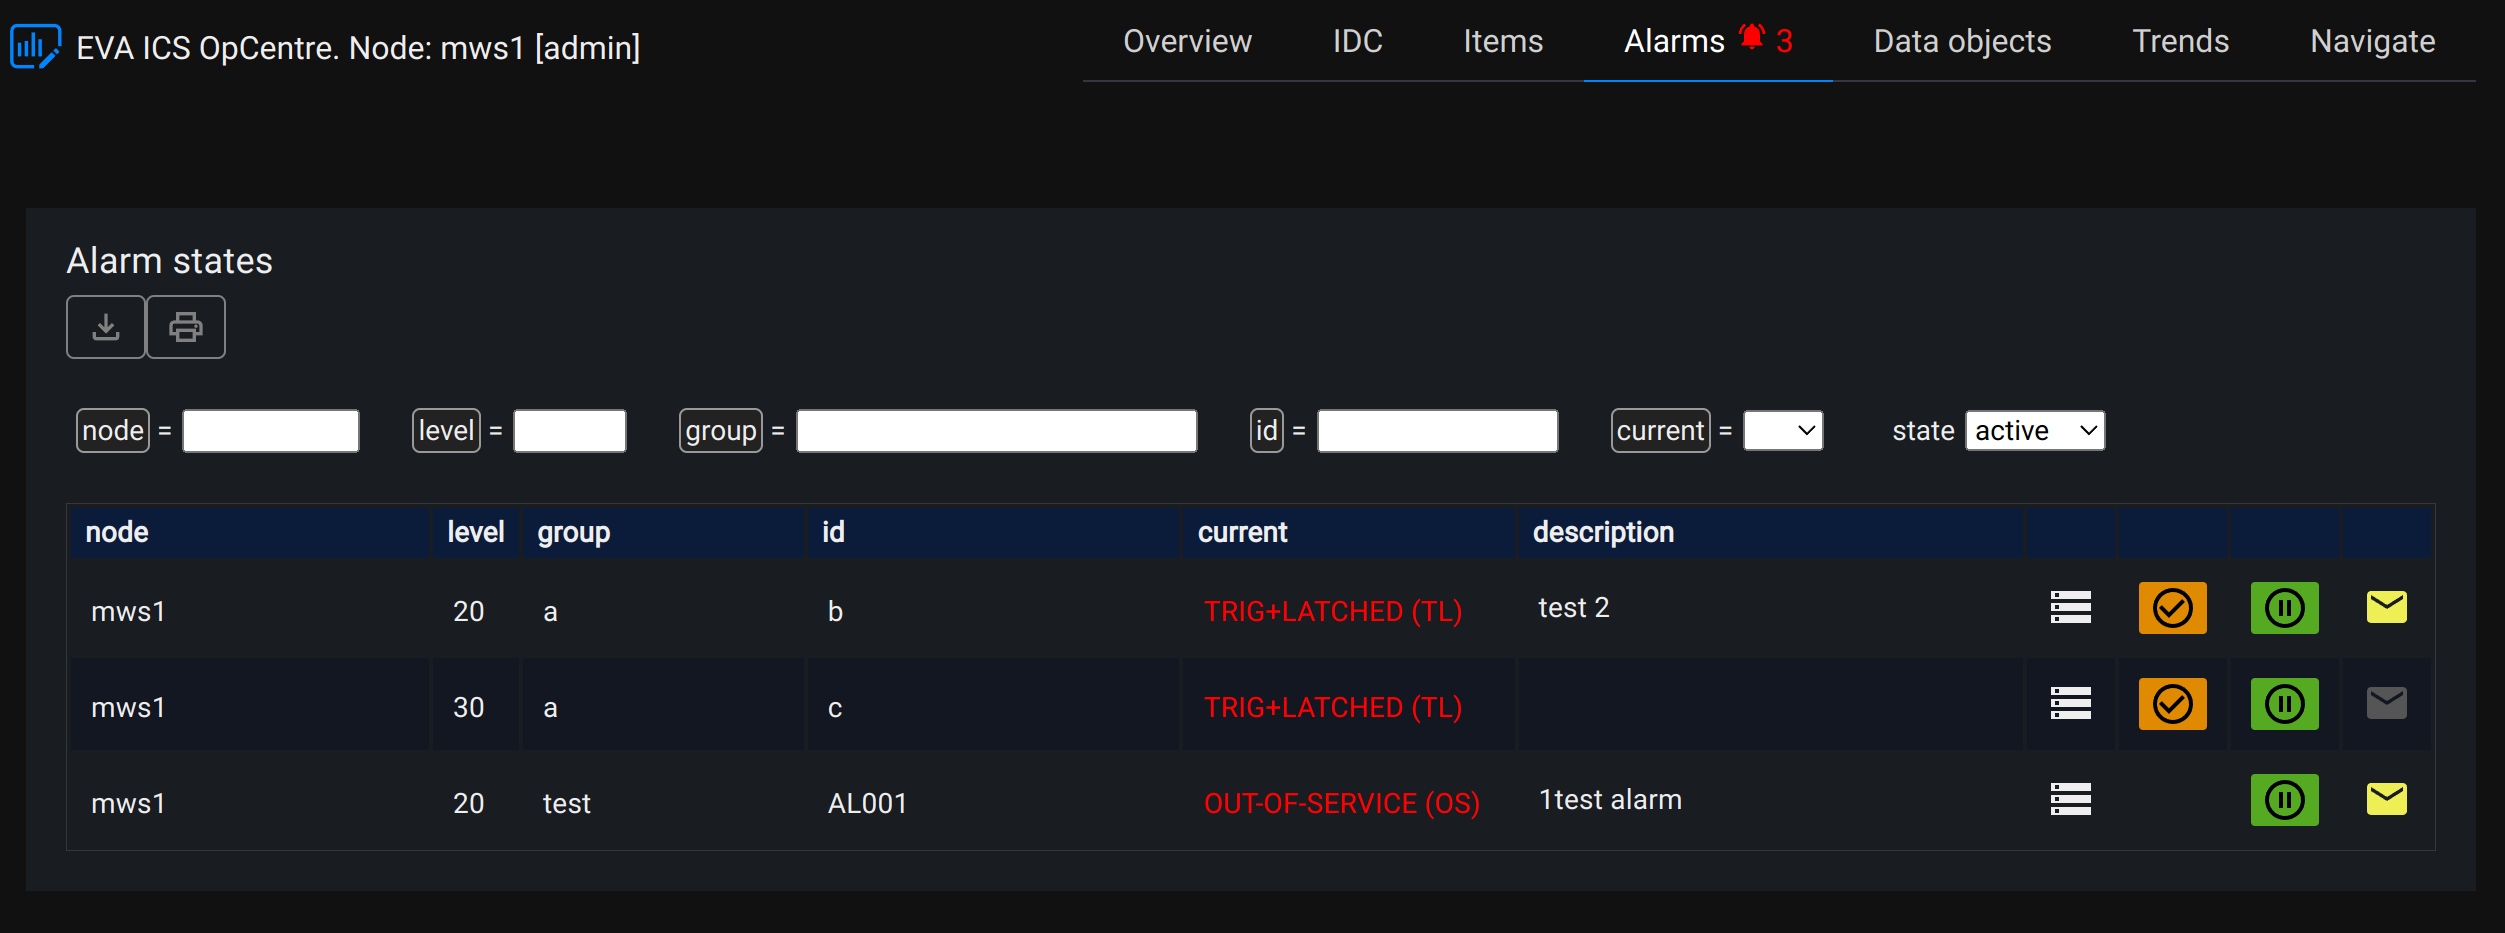 EVA ICS OpCentre. Node: mws1 [admin]
Overview IDC Items Alarms 3 Data objects Trends Navigate
Alarm states
node = level = group = id = current = state active
node level group id current description
mws1 20 a b TRIG+LATCHED (TL) test 2
mws1 30 a c TRIG+LATCHED (TL)
mws1 20 test AL001 OUT-OF-SERVICE (OS) 1test alarm